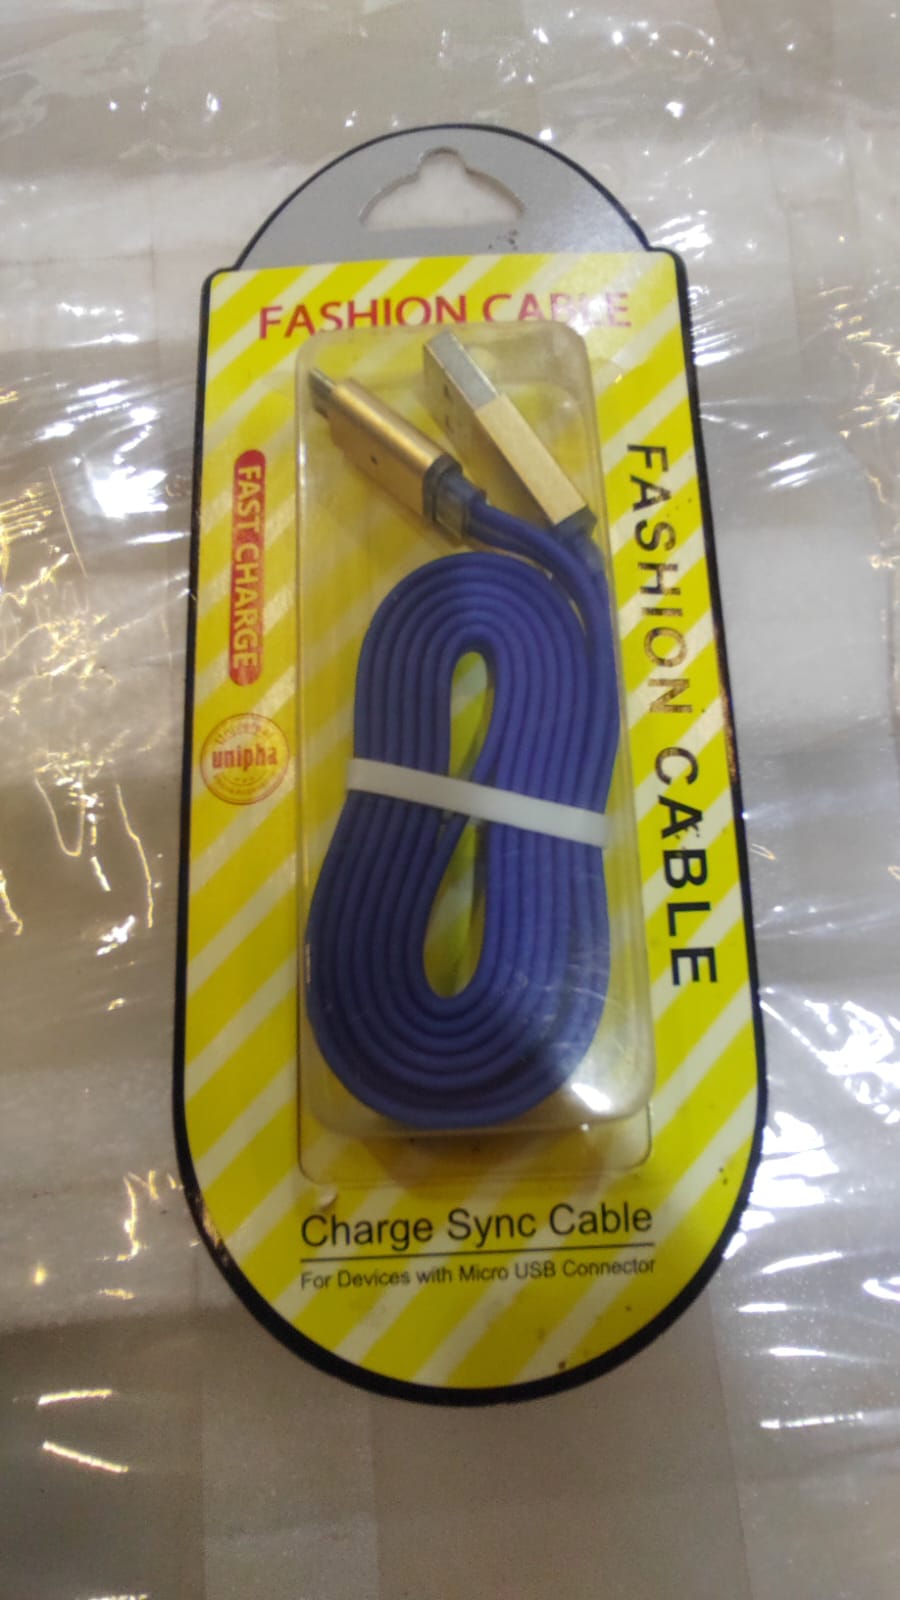 FASHION CABLE
FAST CHARGE
unipha
FASHION CABLE
Charge Sync Cable
For Devices with Micro USB Connector